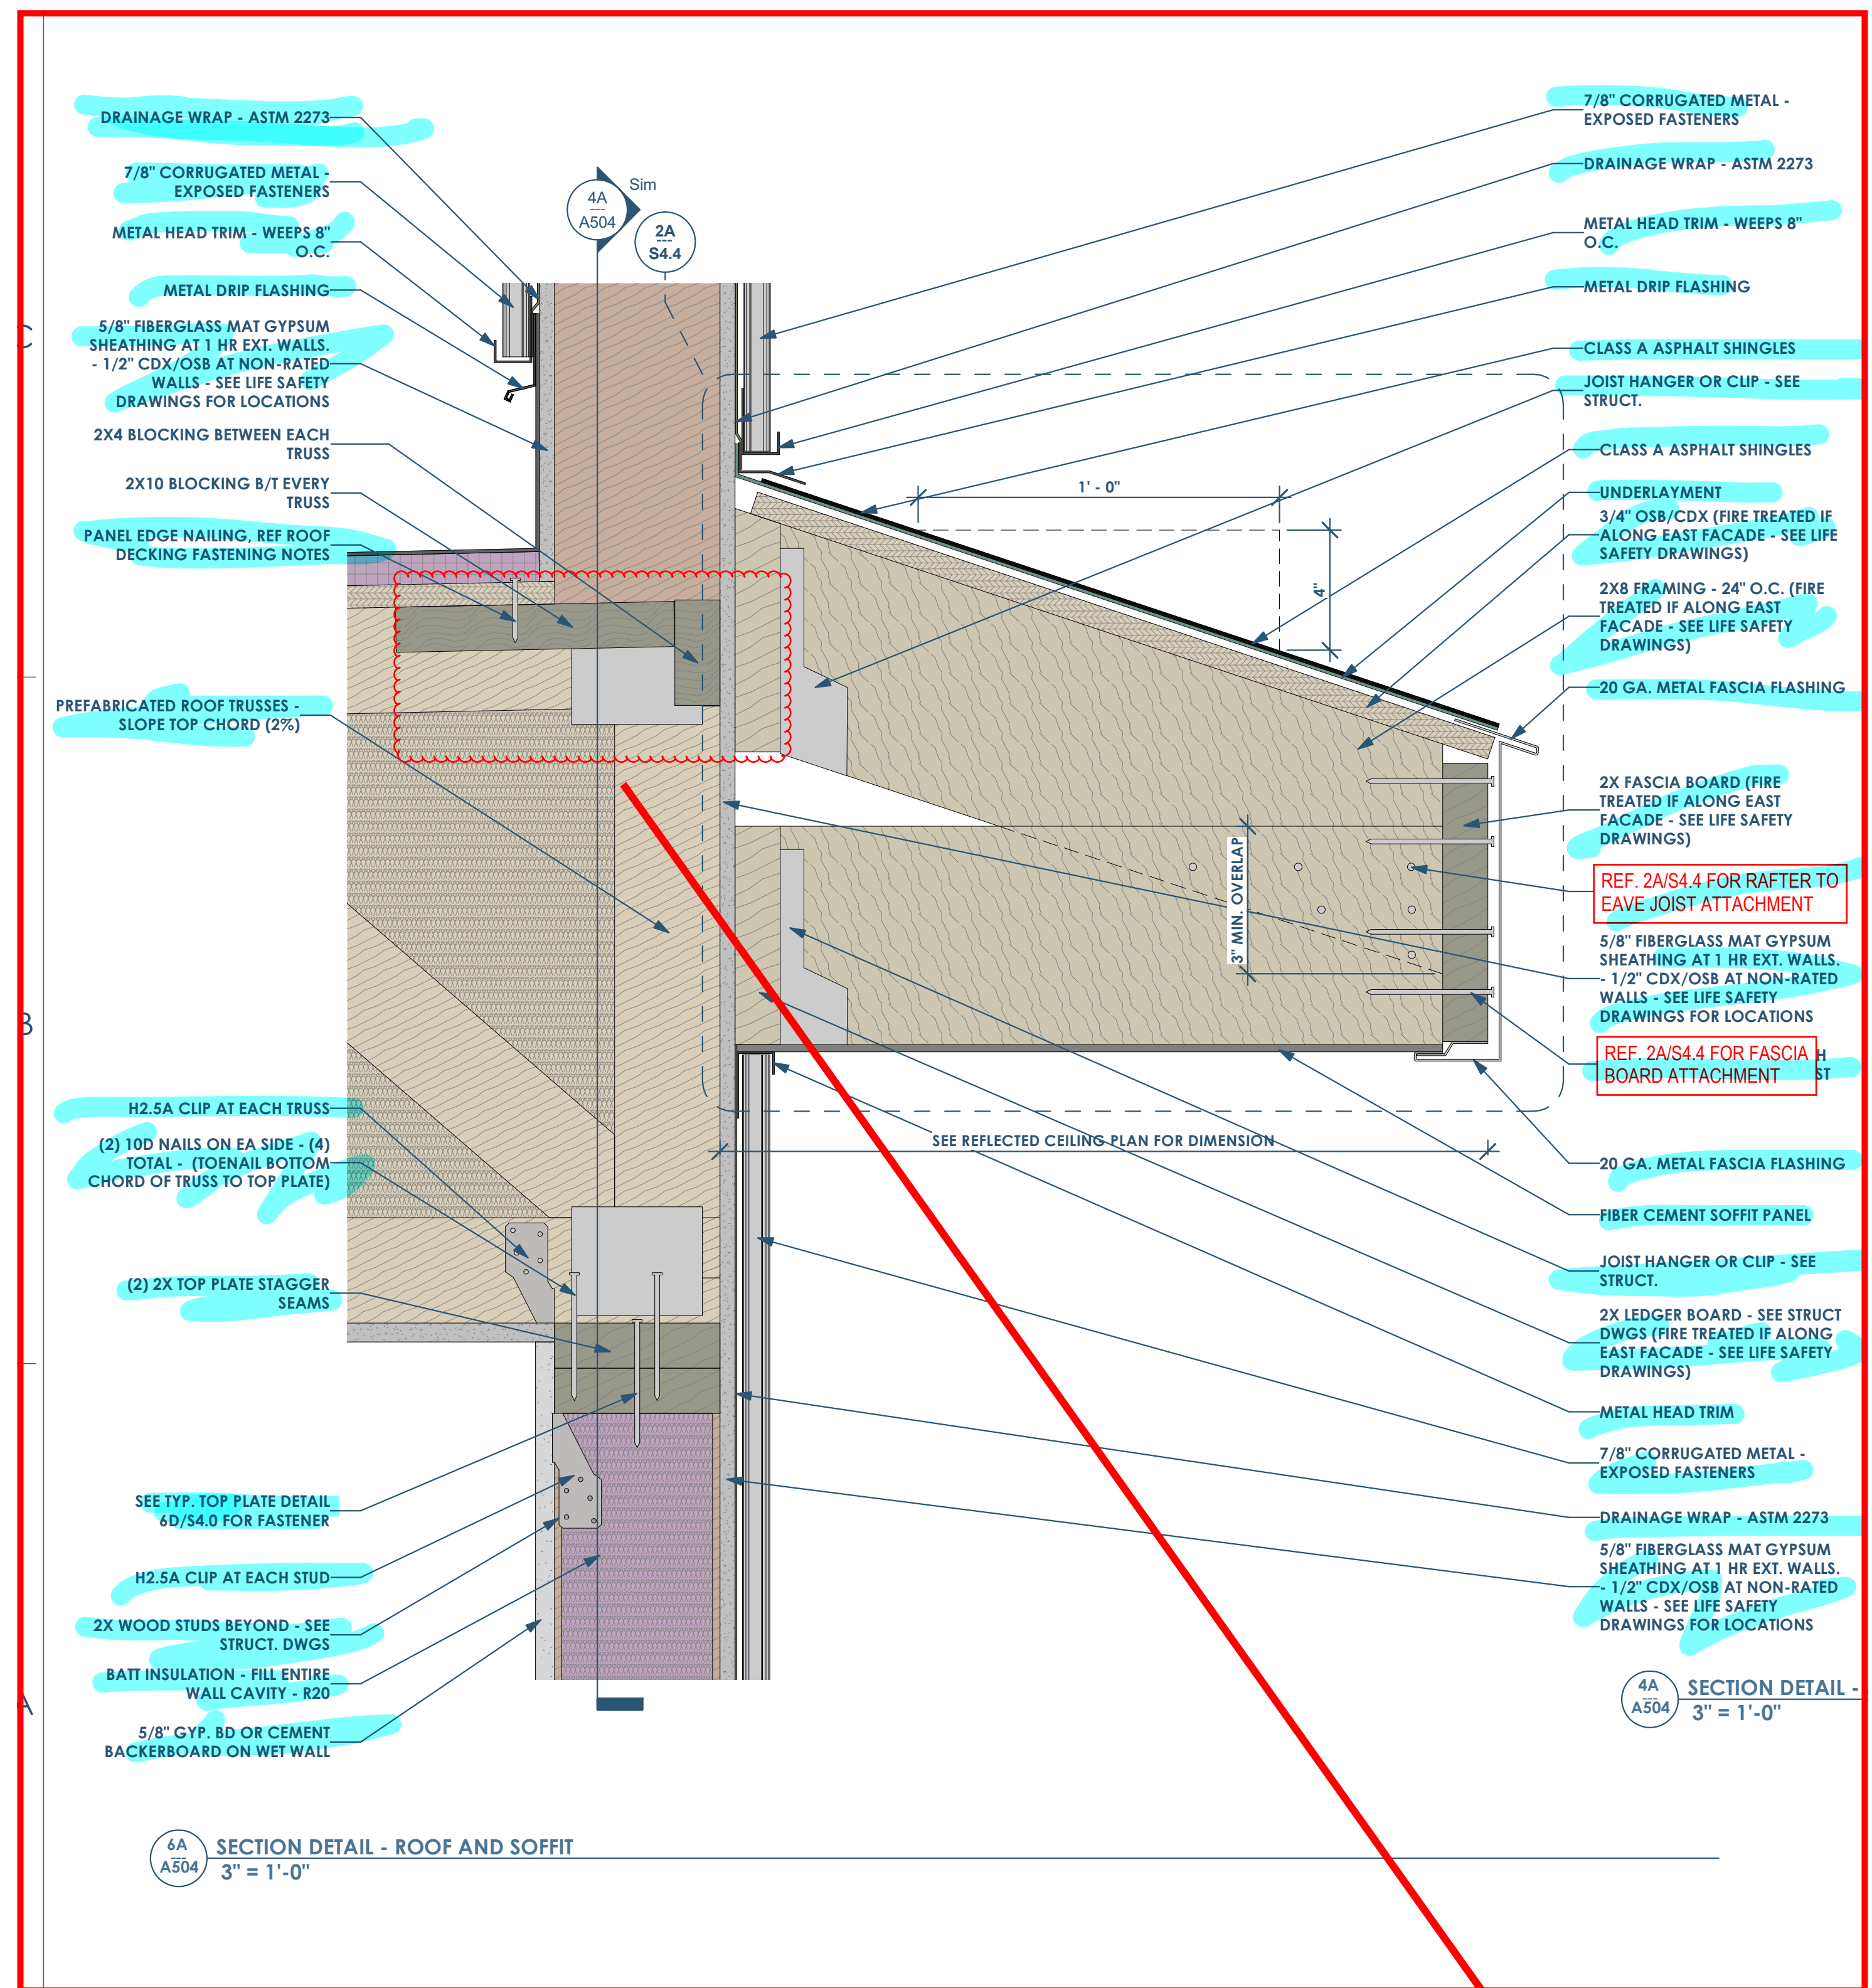 DRAINAGE WRAP - ASTM 2273
7/8" CORRUGATED METAL -
EXPOSED FASTENERS
METAL HEAD TRIM - WEEPS 8"
O.C.
METAL DRIP FLASHING
5/8" FIBERGLASS MAT GYPSUM
SHEATHING AT 1 HR EXT. WALLS.
- 1/2" CDX/OSB AT NON-RATED
WALLS - SEE LIFE SAFETY
DRAWINGS FOR LOCATIONS
2X4 BLOCKING BETWEEN EACH
TRUSS
2X10 BLOCKING B/T EVERY
TRUSS
PANEL EDGE NAILING, REF ROOF
DECKING FASTENING NOTES
PREFABRICATED ROOF TRUSSES -
SLOPE TOP CHORD (2%)
H2.5A CLIP AT EACH TRUSS
(2) 10D NAILS ON EA SIDE - (4)
TOTAL - (TOENAIL BOTTOM
CHORD OF TRUSS TO TOP PLATE)
(2) 2X TOP PLATE STAGGER
SEAMS
SEE TYP. TOP PLATE DETAIL
6D/S4.0 FOR FASTENER
H2.5A CLIP AT EACH STUD
2X WOOD STUDS BEYOND - SEE
STRUCT. DWGS
BATT INSULATION - FILL ENTIRE
WALL CAVITY - R20
5/8" GYP. BD OR CEMENT
BACKERBOARD ON WET WALL
C
B
A
4A
---
A504
Sim
2A
---
S4.4
1' - 0"
4"
3" MIN. OVERLAP
SEE REFLECTED CEILING PLAN FOR DIMENSION
7/8" CORRUGATED METAL -
EXPOSED FASTENERS
DRAINAGE WRAP - ASTM 2273
METAL HEAD TRIM - WEEPS 8"
O.C.
METAL DRIP FLASHING
CLASS A ASPHALT SHINGLES
JOIST HANGER OR CLIP - SEE
STRUCT.
CLASS A ASPHALT SHINGLES
UNDERLAYMENT
3/4" OSB/CDX (FIRE TREATED IF
ALONG EAST FACADE - SEE LIFE
SAFETY DRAWINGS)
2X8 FRAMING - 24" O.C. (FIRE
TREATED IF ALONG EAST
FACADE - SEE LIFE SAFETY
DRAWINGS)
20 GA. METAL FASCIA FLASHING
2X FASCIA BOARD (FIRE
TREATED IF ALONG EAST
FACADE - SEE LIFE SAFETY
DRAWINGS)
REF. 2A/S4.4 FOR RAFTER TO
EAVE JOIST ATTACHMENT
5/8" FIBERGLASS MAT GYPSUM
SHEATHING AT 1 HR EXT. WALLS.
- 1/2" CDX/OSB AT NON-RATED
WALLS - SEE LIFE SAFETY
DRAWINGS FOR LOCATIONS
REF. 2A/S4.4 FOR FASCIA
BOARD ATTACHMENT
20 GA. METAL FASCIA FLASHING
FIBER CEMENT SOFFIT PANEL
JOIST HANGER OR CLIP - SEE
STRUCT.
2X LEDGER BOARD - SEE STRUCT
DWGS (FIRE TREATED IF ALONG
EAST FACADE - SEE LIFE SAFETY
DRAWINGS)
METAL HEAD TRIM
7/8" CORRUGATED METAL -
EXPOSED FASTENERS
DRAINAGE WRAP - ASTM 2273
5/8" FIBERGLASS MAT GYPSUM
SHEATHING AT 1 HR EXT. WALLS.
- 1/2" CDX/OSB AT NON-RATED
WALLS - SEE LIFE SAFETY
DRAWINGS FOR LOCATIONS
4A
---
A504
SECTION DETAIL -
3" = 1'-0"
6A
---
A504
SECTION DETAIL - ROOF AND SOFFIT
3" = 1'-0"